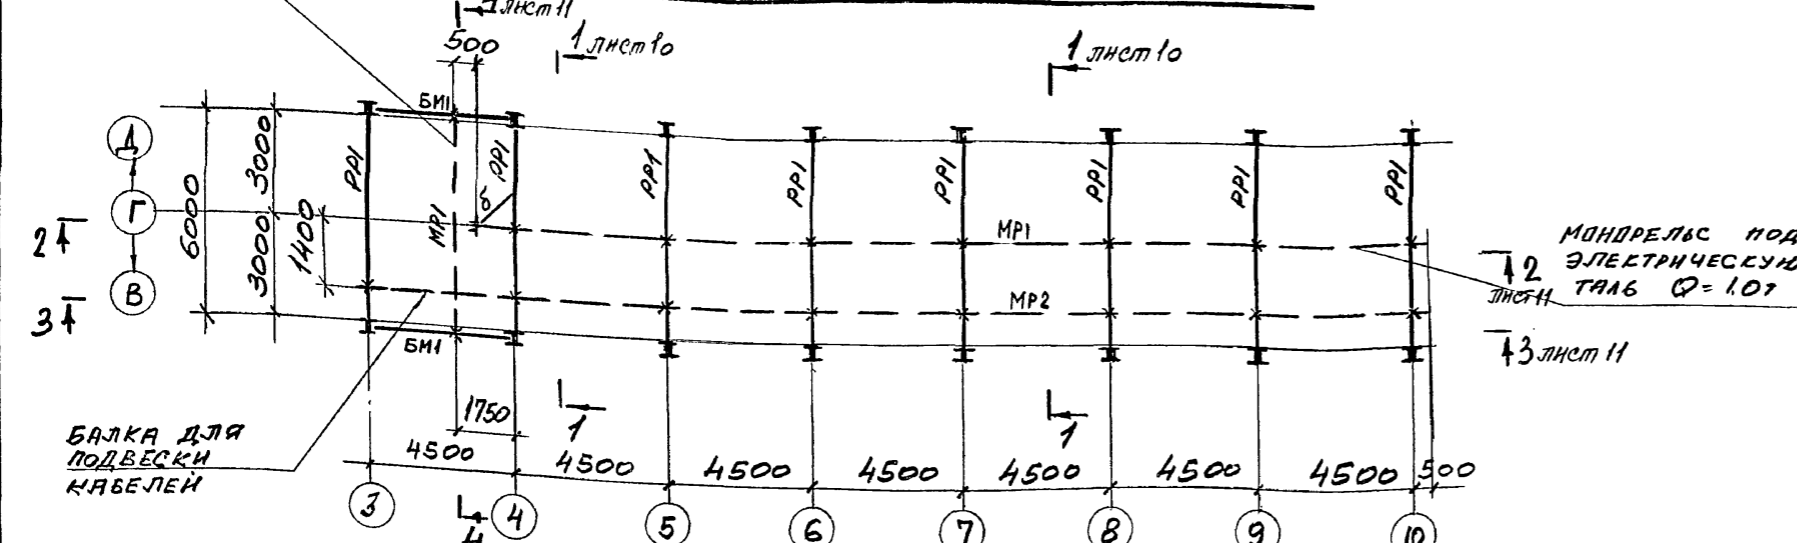 лист 11
500
1 лист 10
1 лист 10
БМ1
Д
3000
РР1
РР1
РР1
РР1
РР1
РР1
РР1
РР1
6000
Г
б
МР1
МР1
2
3000
1400
В
МОНОРЕЛЬС ПОД
ЭЛЕКТРИЧЕСКУЮ
ТАЛЬ Q=1.0т
2
лист 11
МР2
3
БМ1
3 лист 11
1750
1
1
БАЛКА ДЛЯ
ПОДВЕСКИ
КАБЕЛЕЙ
4500
4500
4500
4500
4500
4500
4500
500
3
4
4
5
6
7
8
9
10